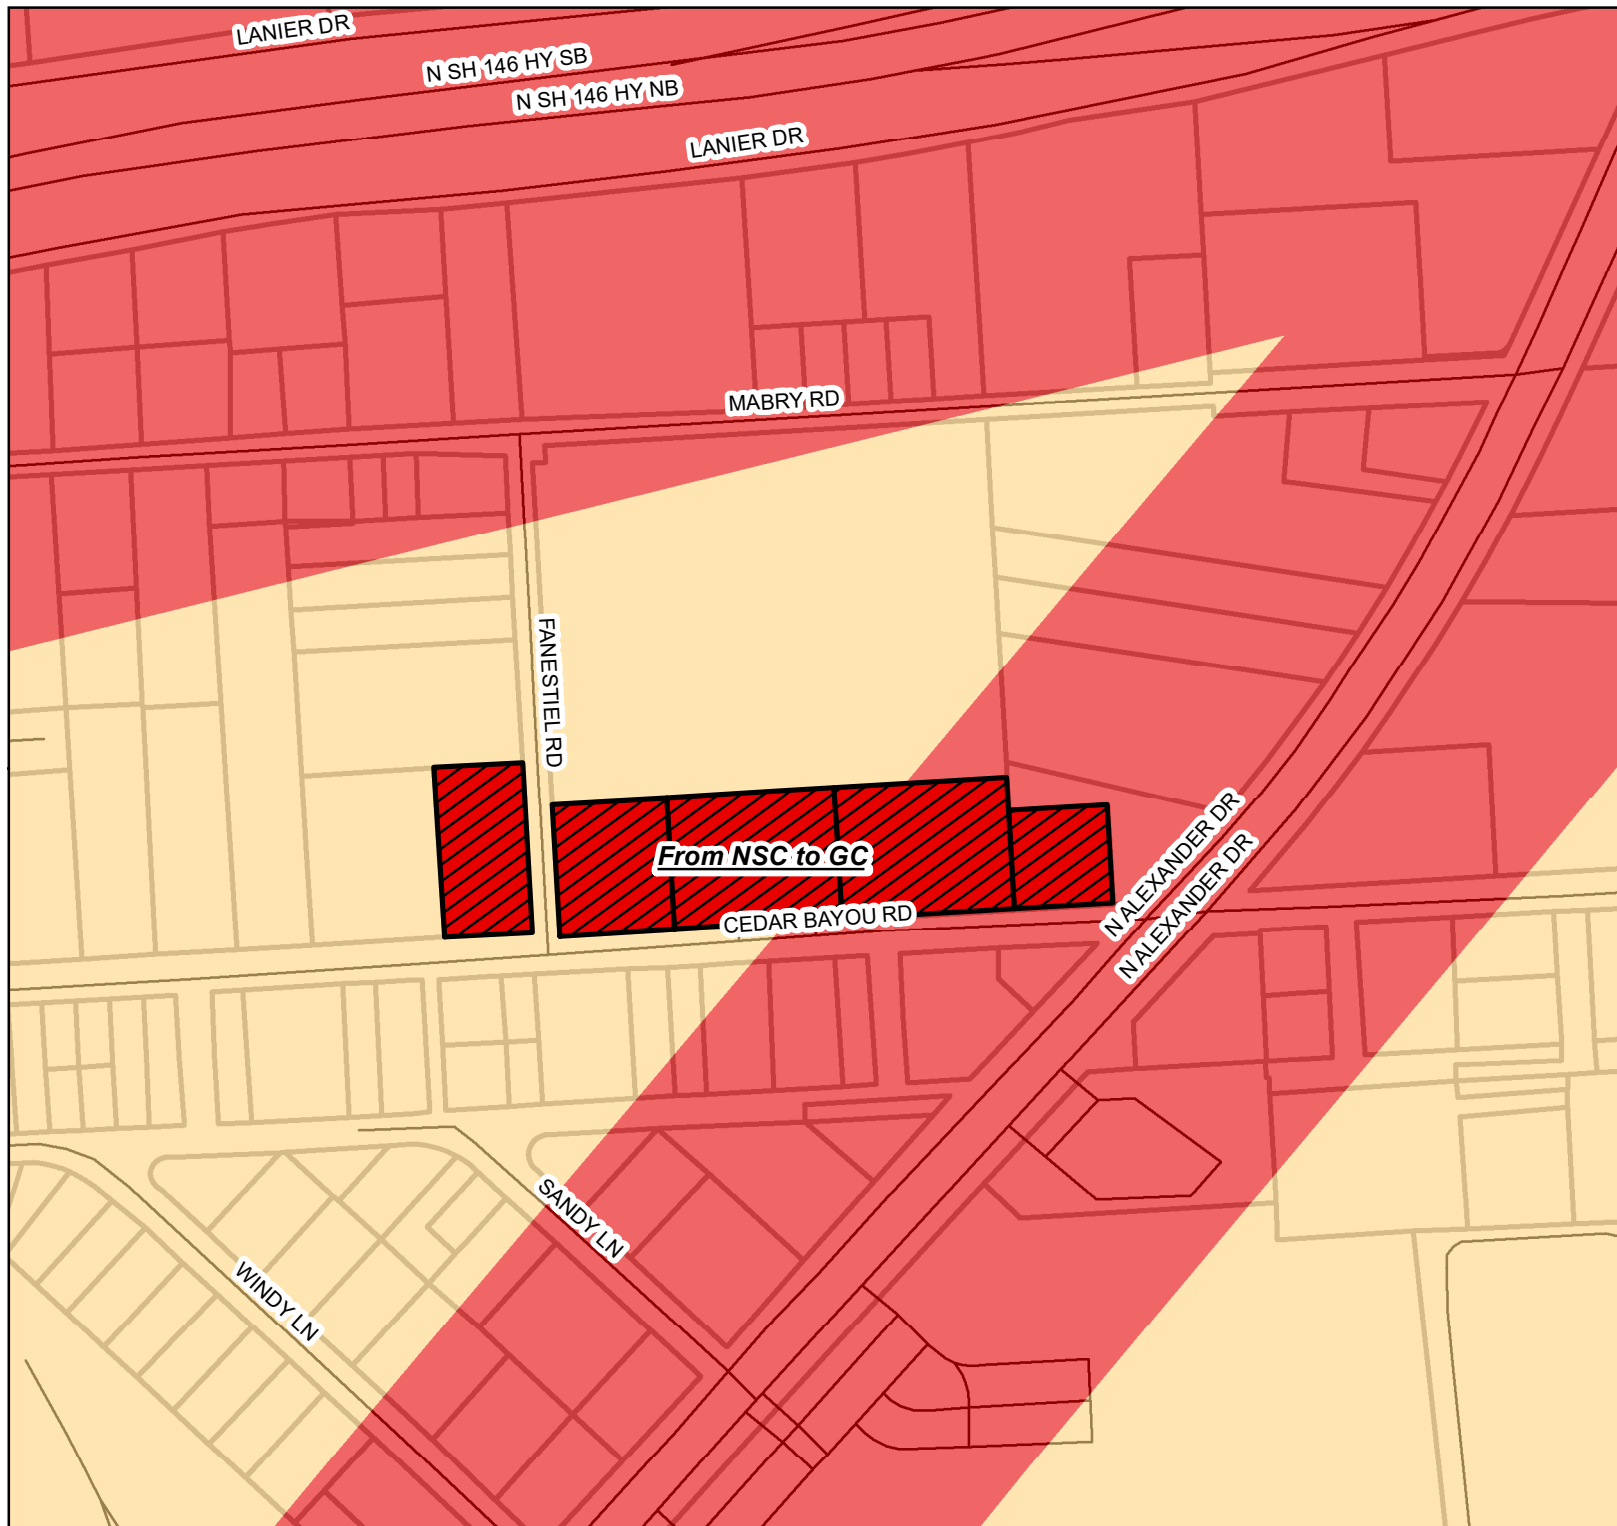 LANIER DR
N SH 146 HY SB
N SH 146 HY NB
LANIER DR
MABRY RD
FANESTIEL RD
From NSC to GC
CEDAR BAYOU RD
N ALEXANDER DR
N ALEXANDER DR
SANDY LN
WINDY LN